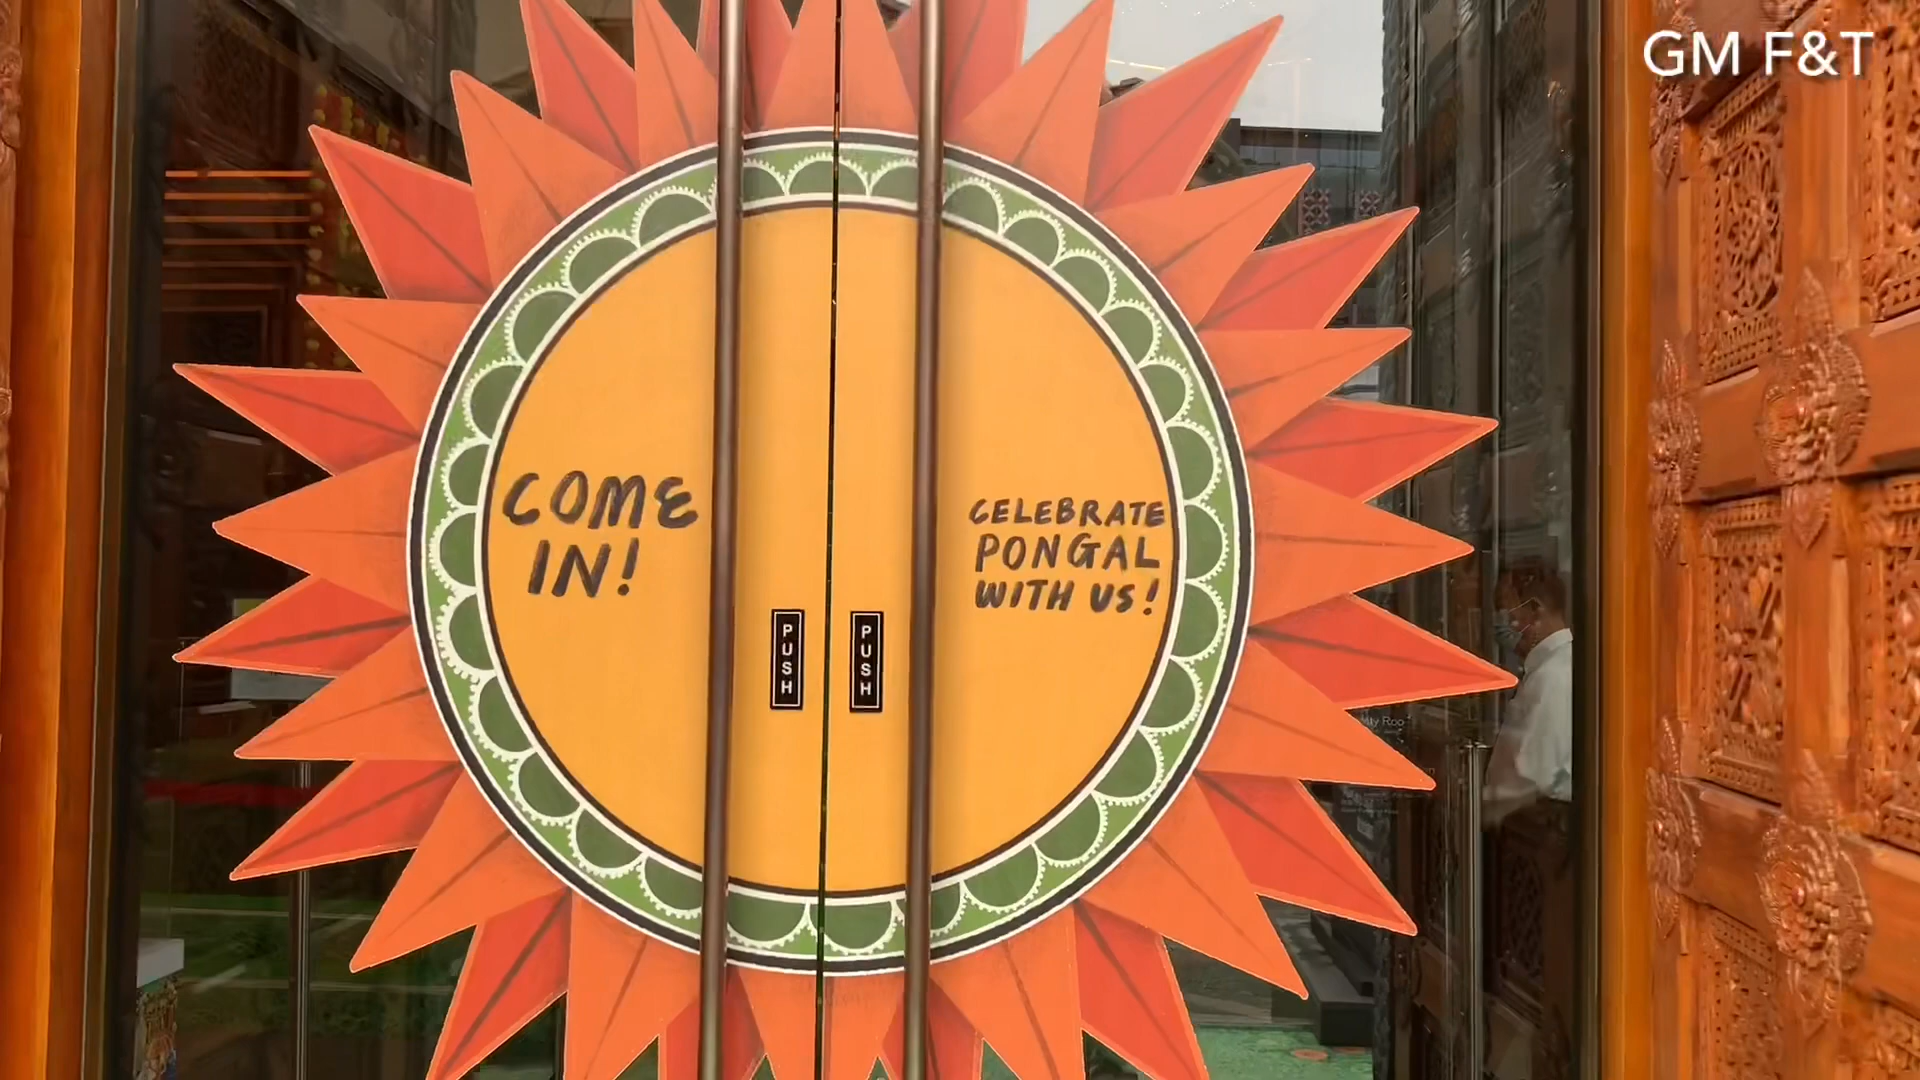 GM F&T
COME
IN!
CELEBRATE
PONGAL
WITH US!
PUSH
PUSH